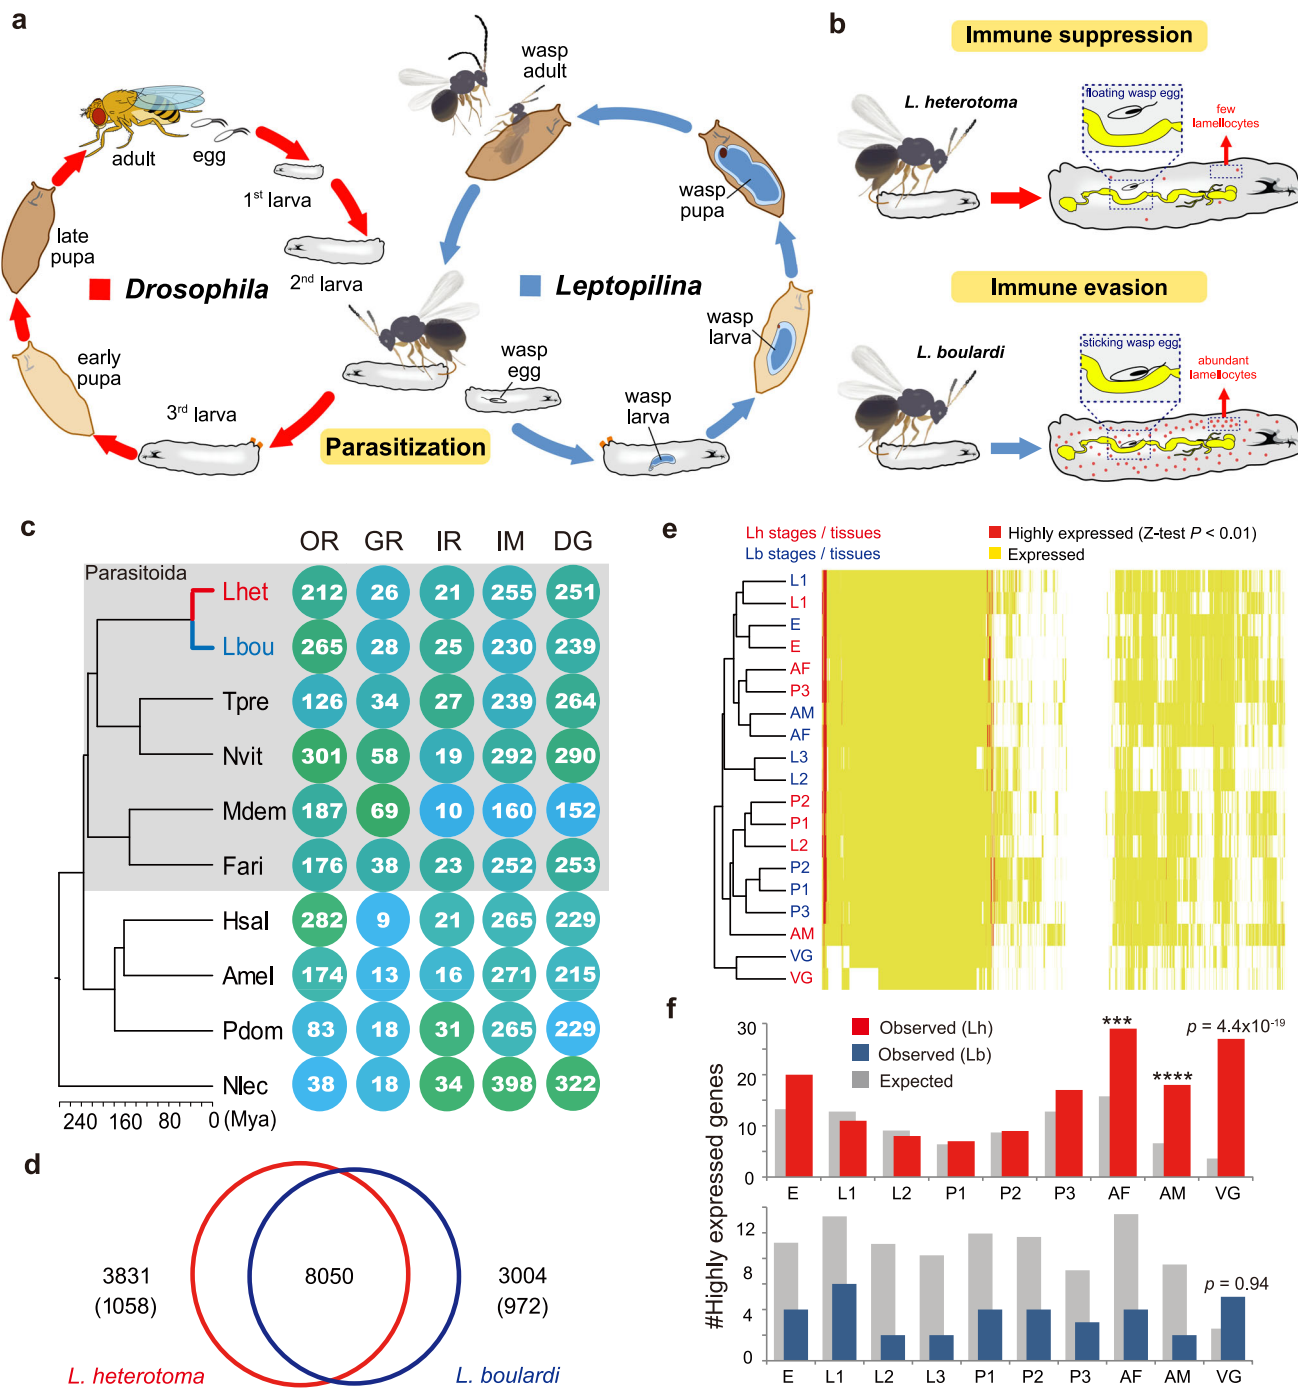 a
adult
egg
1st larva
2nd larva
3rd larva
early
pupa
late
pupa
Drosophila
Parasitization
wasp
adult
wasp
pupa
Leptopilina
wasp
larva
wasp
egg
wasp
larva
b
Immune suppression
L. heterotoma
floating wasp egg
few
lamellocytes
Immune evasion
L. boulardi
sticking wasp egg
abundant
lamellocytes
c
OR GR IR IM DG
Parasitoida
Lhet 212 26 21 255 251
Lbou 265 28 25 230 239
Tpre 126 34 27 239 264
Nvit 301 58 19 292 290
Mdem 187 69 10 160 152
Fari 176 38 23 252 253
Hsal 282 9 21 265 229
Amel 174 13 16 271 215
Pdom 83 18 31 265 229
Nlec 38 18 34 398 322
240 160 80 0 (Mya)
d
3831
(1058)
8050
3004
(972)
L. heterotoma
L. boulardi
e
Lh stages / tissues
Lb stages / tissues
Highly expressed (Z-test P < 0.01)
Expressed
L1
L1
E
E
AF
P3
AM
AF
L3
L2
P2
P1
L2
P2
P1
P3
AM
VG
VG
f
#Highly expressed genes
30
20
10
0
Observed (Lh)
Observed (Lb)
Expected
***
****
p = 4.4x10-19
E L1 L2 P1 P2 P3 AF AM VG
12
8
4
0
p = 0.94
E L1 L2 L3 P1 P2 P3 AF AM VG